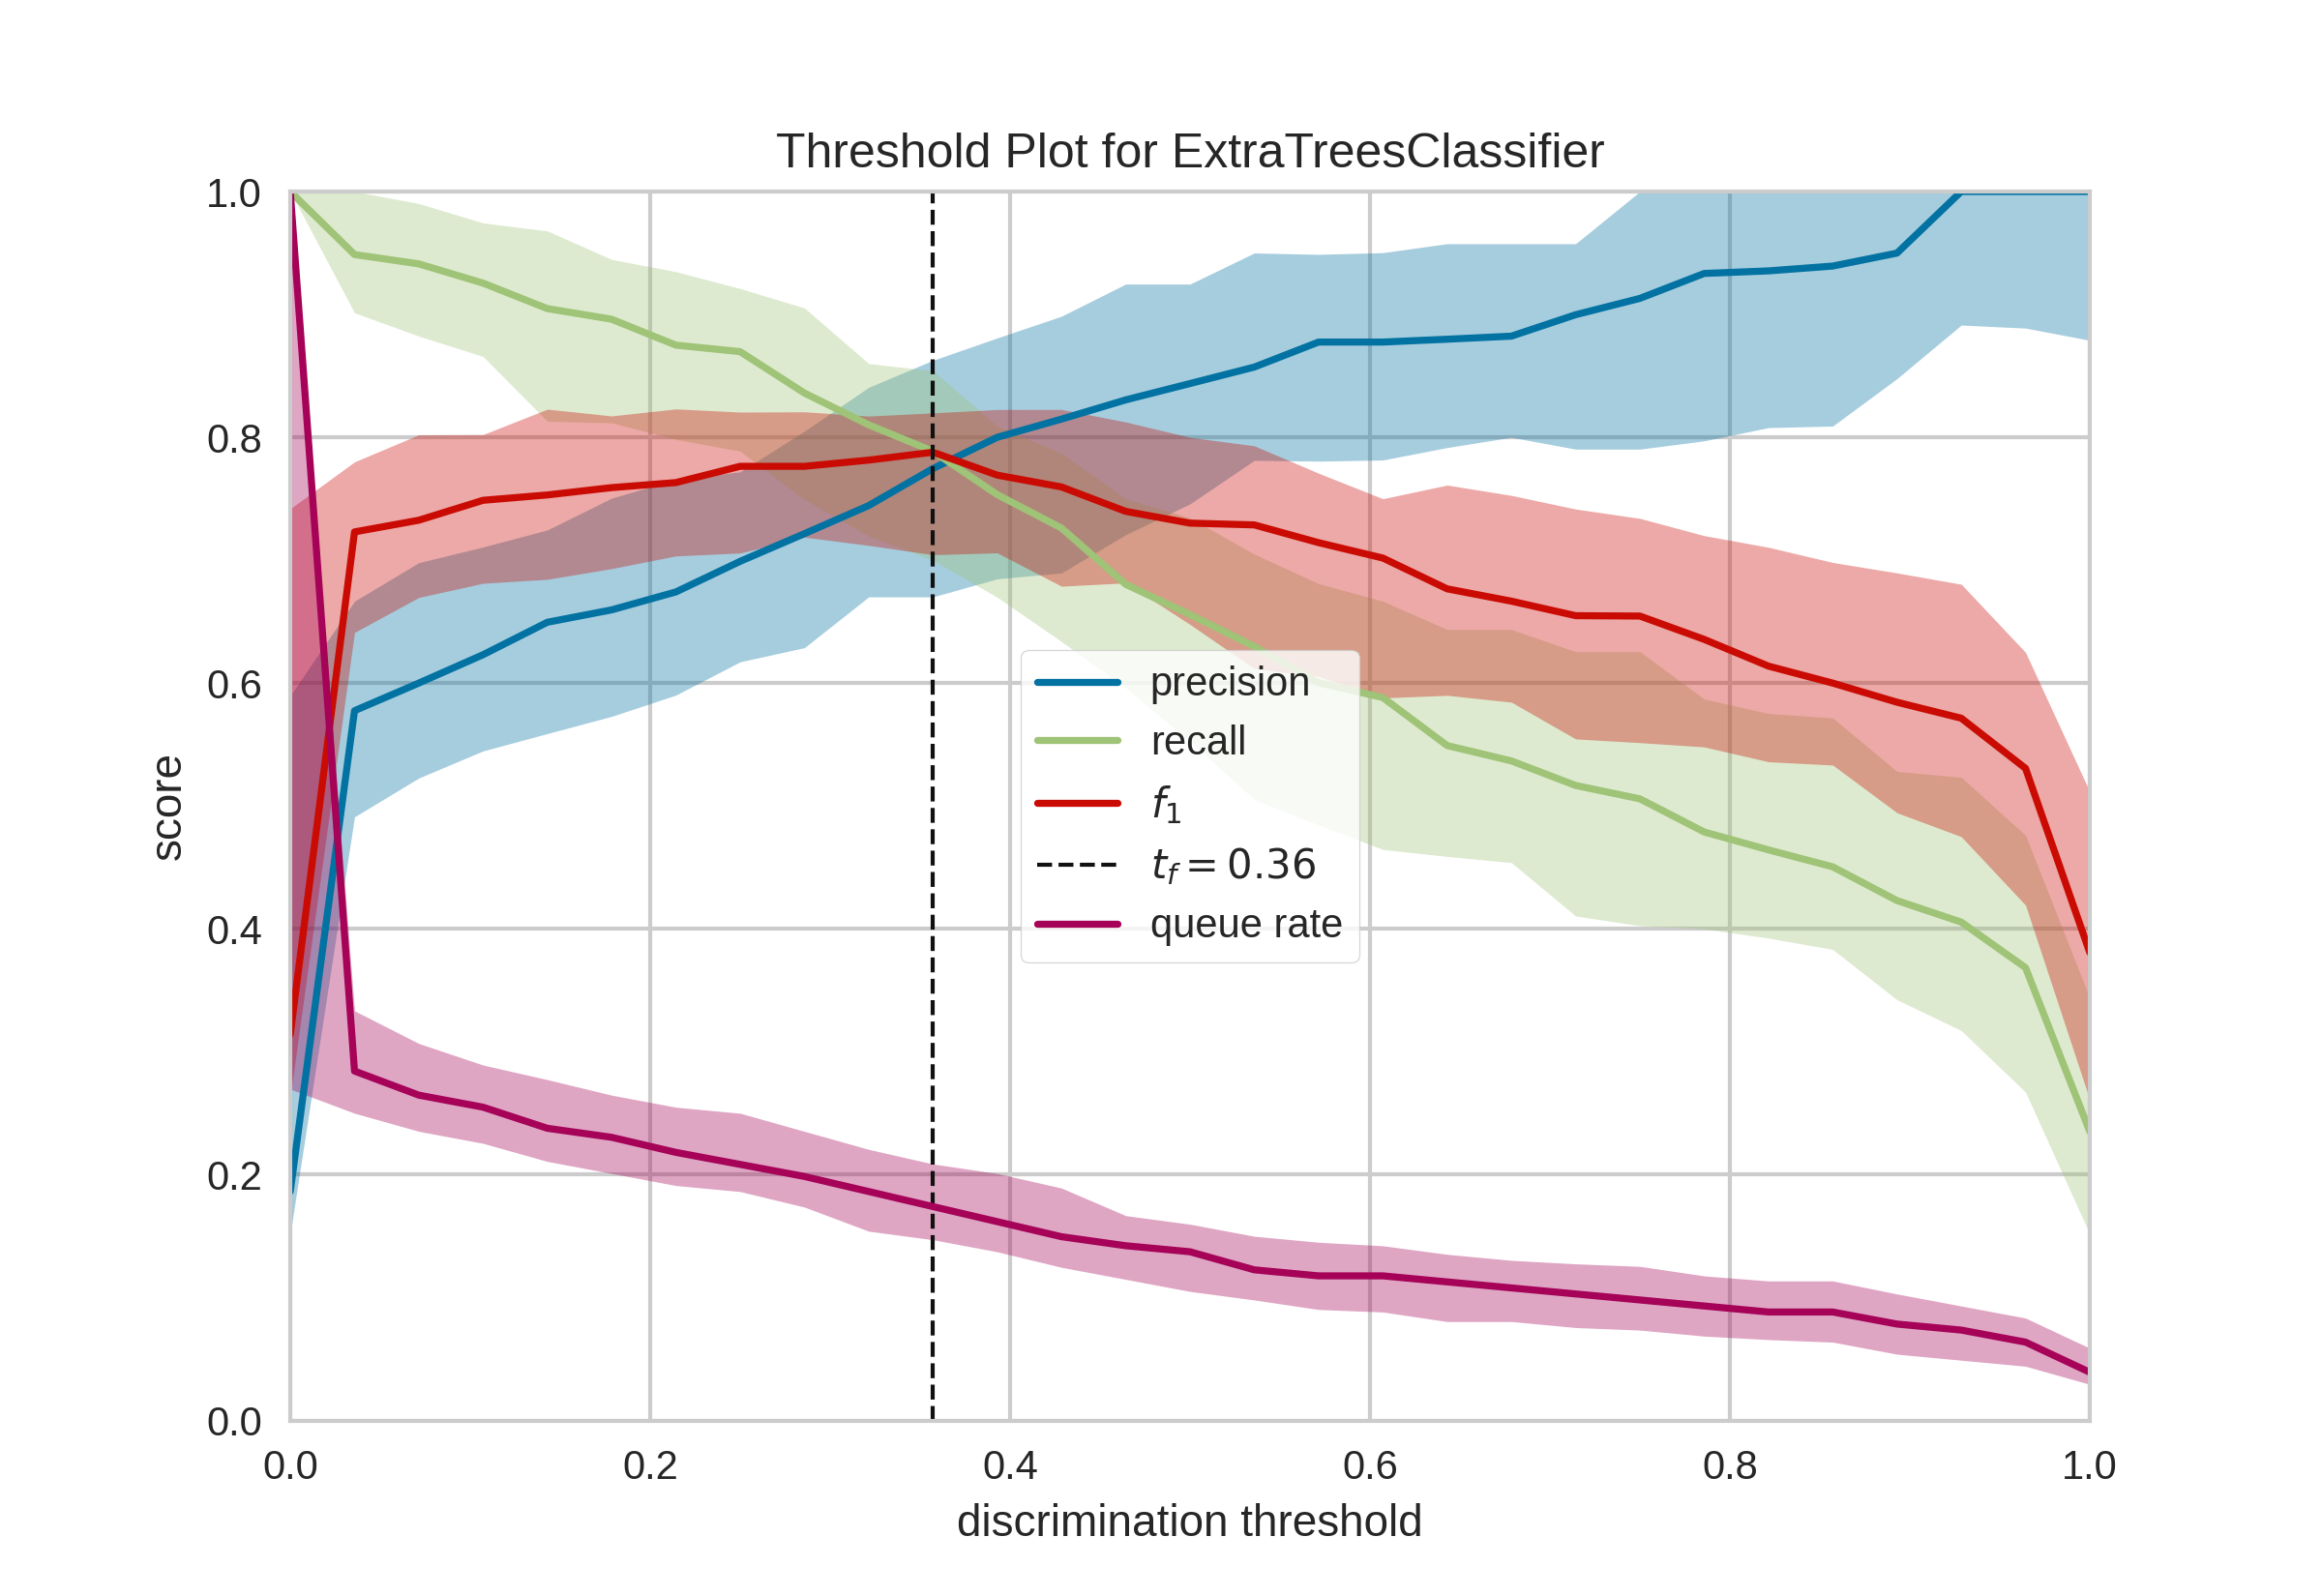 Threshold Plot for ExtraTreesClassifier
1.0
0.8
0.6
0.4
0.2
0.0
score
precision
recall
f₁
t_f = 0.36
queue rate
0.0 0.2 0.4 0.6 0.8 1.0
discrimination threshold